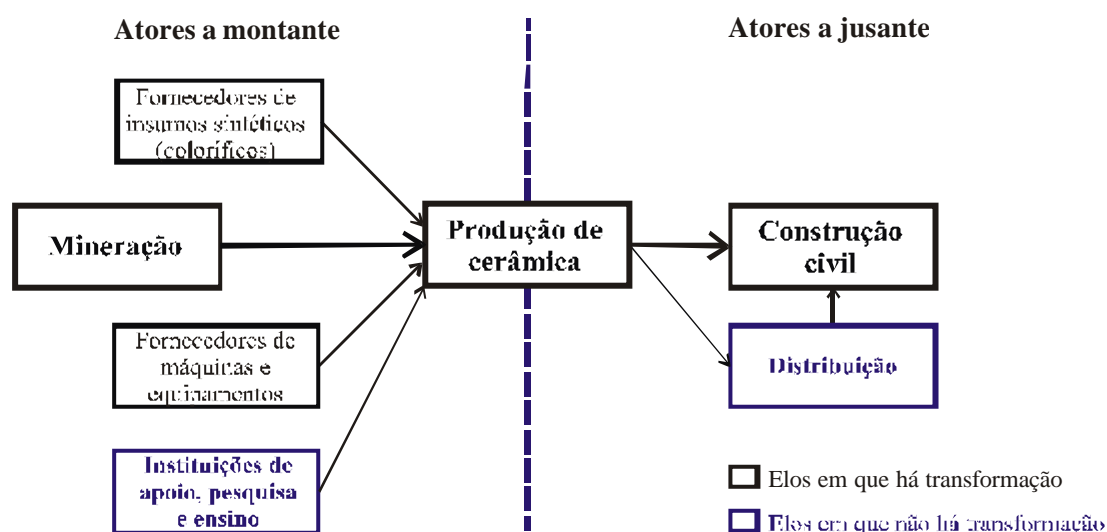 Atores a montante
Atores a jusante
Fornecedores de
insumos sintéticos
(coloríficos)
Mineração
Produção de
cerâmica
Construção
civil
Fornecedores de
máquinas e
equipamentos
Distribuição
Instituições de
apoio, pesquisa
e ensino
Elos em que há transformação
Elos em que não há transformação